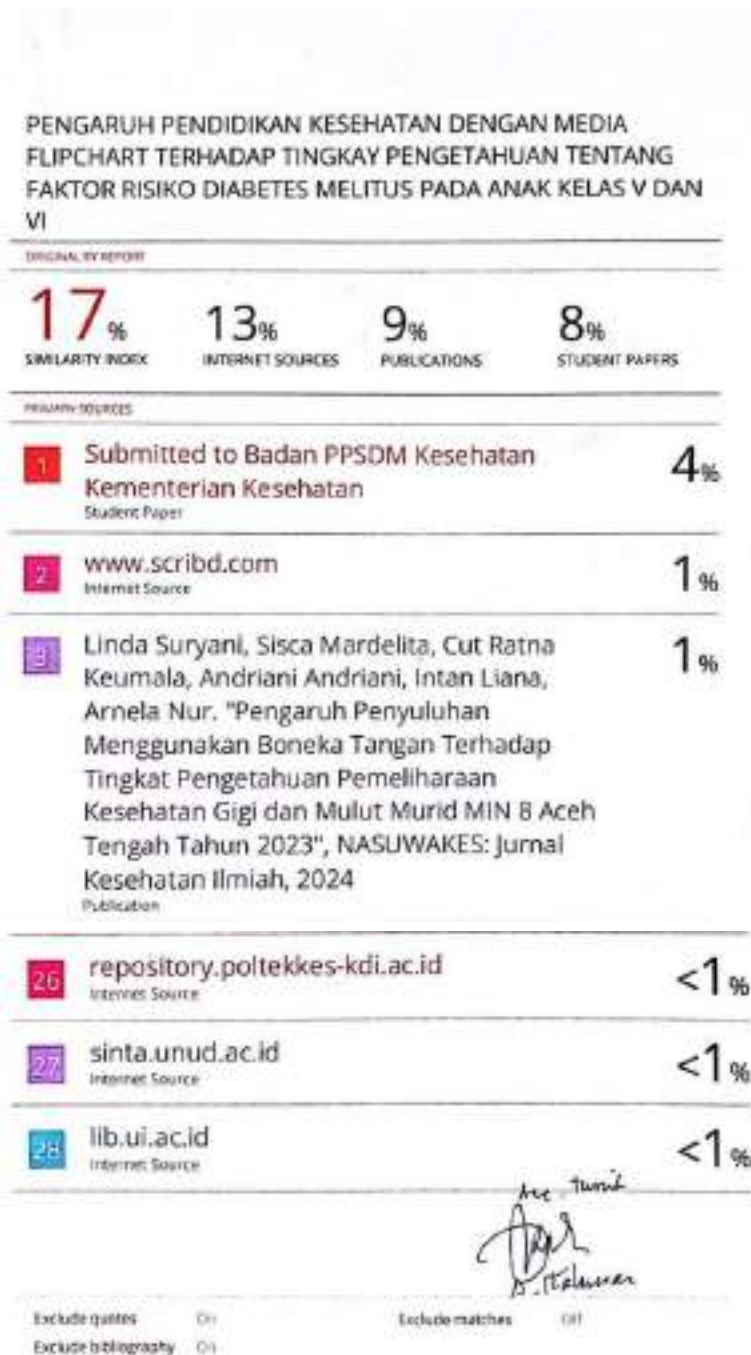 PENGARUH PENDIDIKAN KESEHATAN DENGAN MEDIA
FLIPCHART TERHADAP TINGKAY PENGETAHUAN TENTANG
FAKTOR RISIKO DIABETES MELITUS PADA ANAK KELAS V DAN
VI
ORIGINALITY REPORT
17% 13% 9% 8%
SIMILARITY INDEX INTERNET SOURCES PUBLICATIONS STUDENT PAPERS
PRIMARY SOURCES
1 Submitted to Badan PPSDM Kesehatan 4%
Kementerian Kesehatan
Student Paper
2 www.scribd.com 1%
Internet Source
3 Linda Suryani, Sisca Mardelita, Cut Ratna 1%
Keumala, Andriani Andriani, Intan Liana,
Arnela Nur. "Pengaruh Penyuluhan
Menggunakan Boneka Tangan Terhadap
Tingkat Pengetahuan Pemeliharaan
Kesehatan Gigi dan Mulut Murid MIN 8 Aceh
Tengah Tahun 2023", NASUWAKES: Jurnal
Kesehatan Ilmiah, 2024
Publication
26 repository.poltekkes-kdi.ac.id <1%
Internet Source
27 sinta.unud.ac.id <1%
Internet Source
28 lib.ui.ac.id <1%
Internet Source
Exclude quotes On Exclude matches Off
Exclude bibliography On